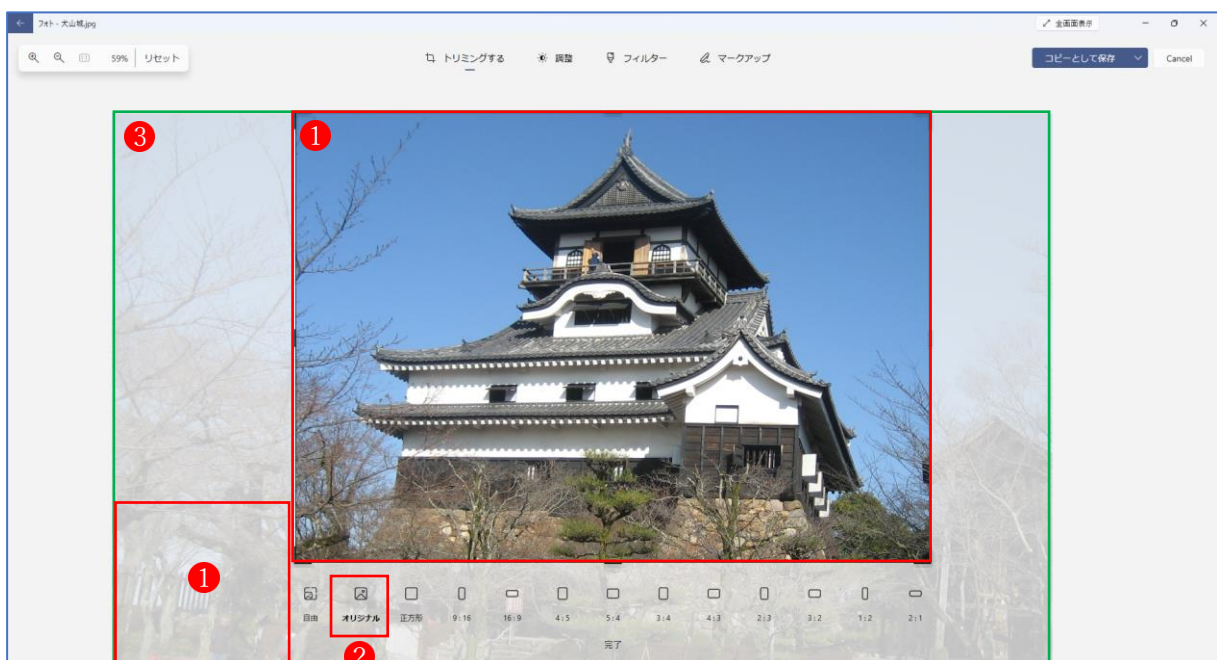 フォト - 犬山城.jpg
全画面表示
59% リセット
トリミングする 調整 フィルター マークアップ
コピーとして保存 Cancel
3
1
1
自由 オリジナル 正方形 9:16 16:9 4:5 5:4 3:4 4:3 2:3 3:2 1:2 2:1
完了
2